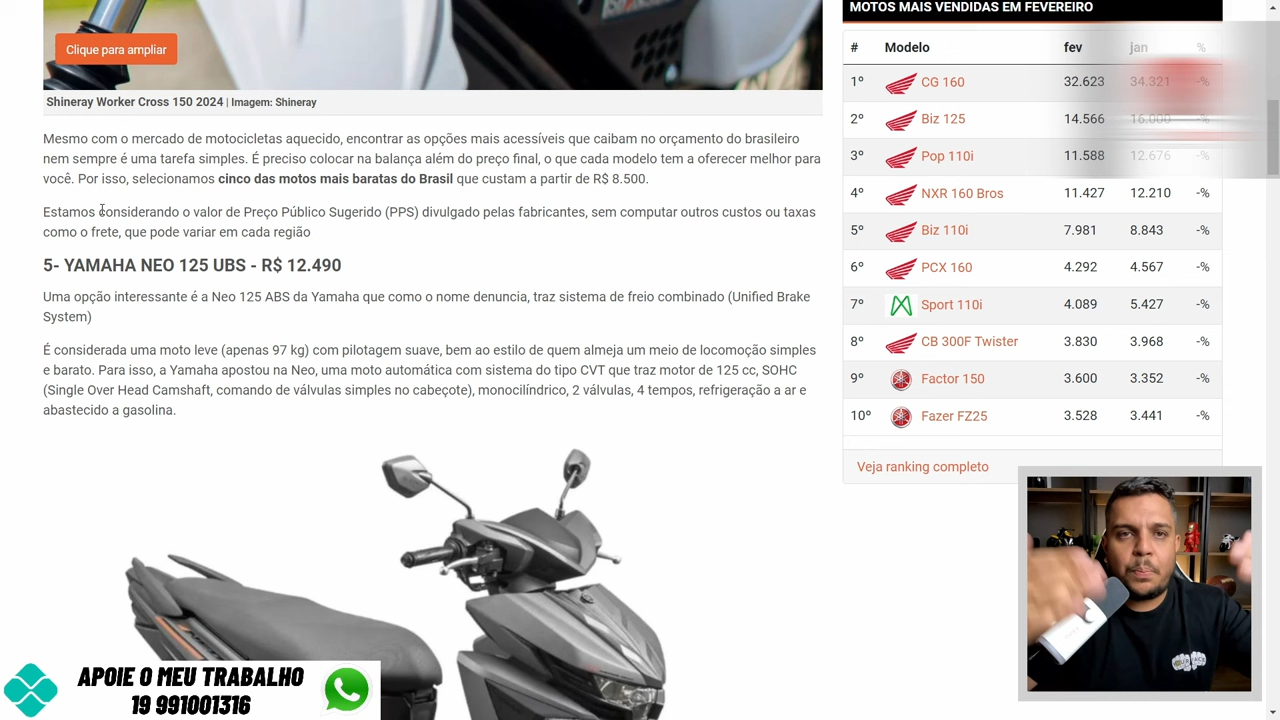 Clique para ampliar
Shineray Worker Cross 150 2024 | Imagem: Shineray
Mesmo com o mercado de motocicletas aquecido, encontrar as opções mais acessíveis que caibam no orçamento do brasileiro
nem sempre é uma tarefa simples. É preciso colocar na balança além do preço final, o que cada modelo tem a oferecer melhor para
você. Por isso, selecionamos cinco das motos mais baratas do Brasil que custam a partir de R$ 8.500.
Estamos considerando o valor de Preço Público Sugerido (PPS) divulgado pelas fabricantes, sem computar outros custos ou taxas
como o frete, que pode variar em cada região
5- YAMAHA NEO 125 UBS - R$ 12.490
Uma opção interessante é a Neo 125 ABS da Yamaha que como o nome denuncia, traz sistema de freio combinado (Unified Brake
System)
É considerada uma moto leve (apenas 97 kg) com pilotagem suave, bem ao estilo de quem almeja um meio de locomoção simples
e barato. Para isso, a Yamaha apostou na Neo, uma moto automática com sistema do tipo CVT que traz motor de 125 cc, SOHC
(Single Over Head Camshaft, comando de válvulas simples no cabeçote), monocilíndrico, 2 válvulas, 4 tempos, refrigeração a ar e
abastecido a gasolina.
MOTOS MAIS VENDIDAS EM FEVEREIRO
# Modelo fev jan %
1º CG 160 32.623 34.321 -%
2º Biz 125 14.566 16.000 -%
3º Pop 110i 11.588 12.676 -%
4º NXR 160 Bros 11.427 12.210 -%
5º Biz 110i 7.981 8.843 -%
6º PCX 160 4.292 4.567 -%
7º Sport 110i 4.089 5.427 -%
8º CB 300F Twister 3.830 3.968 -%
9º Factor 150 3.600 3.352 -%
10º Fazer FZ25 3.528 3.441 -%
Veja ranking completo
APOIE O MEU TRABALHO
19 991001316